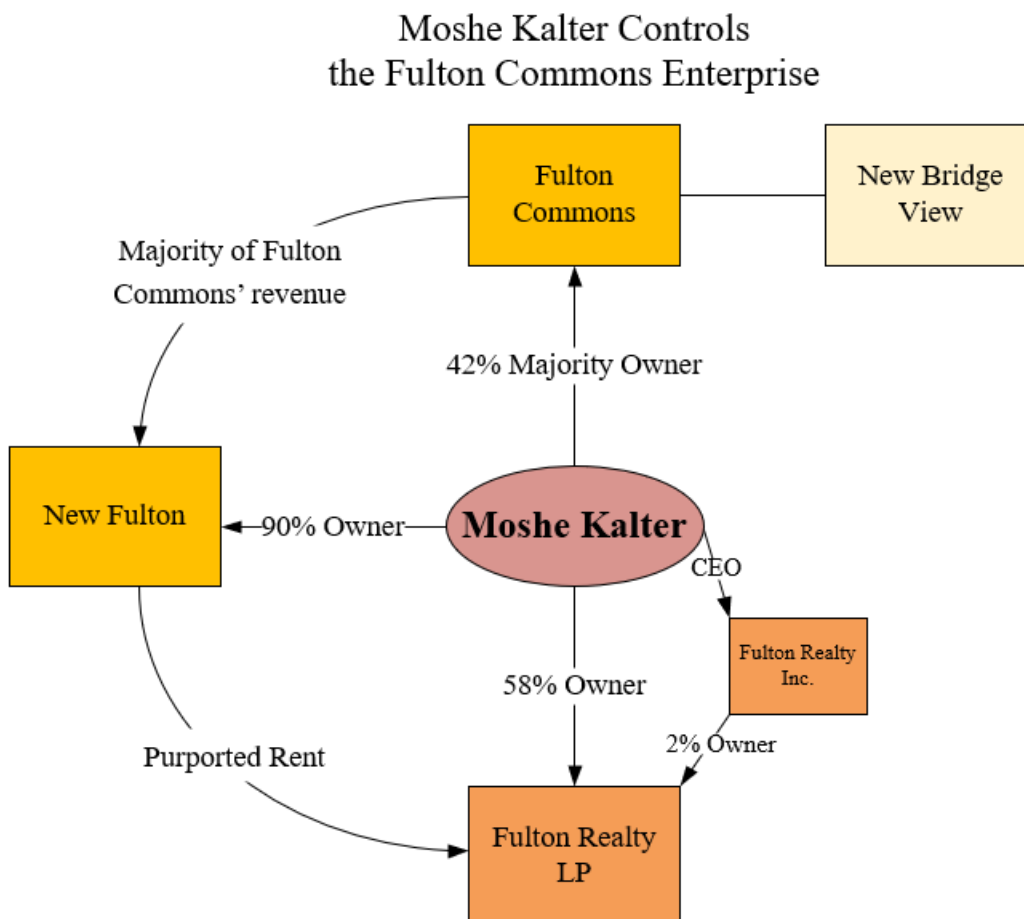 Moshe Kalter Controls
the Fulton Commons Enterprise
Fulton
Commons
New Bridge
View
Majority of Fulton
Commons’ revenue
42% Majority Owner
New Fulton
90% Owner
Moshe Kalter
CEO
Fulton Realty
Inc.
58% Owner
2% Owner
Purported Rent
Fulton Realty
LP